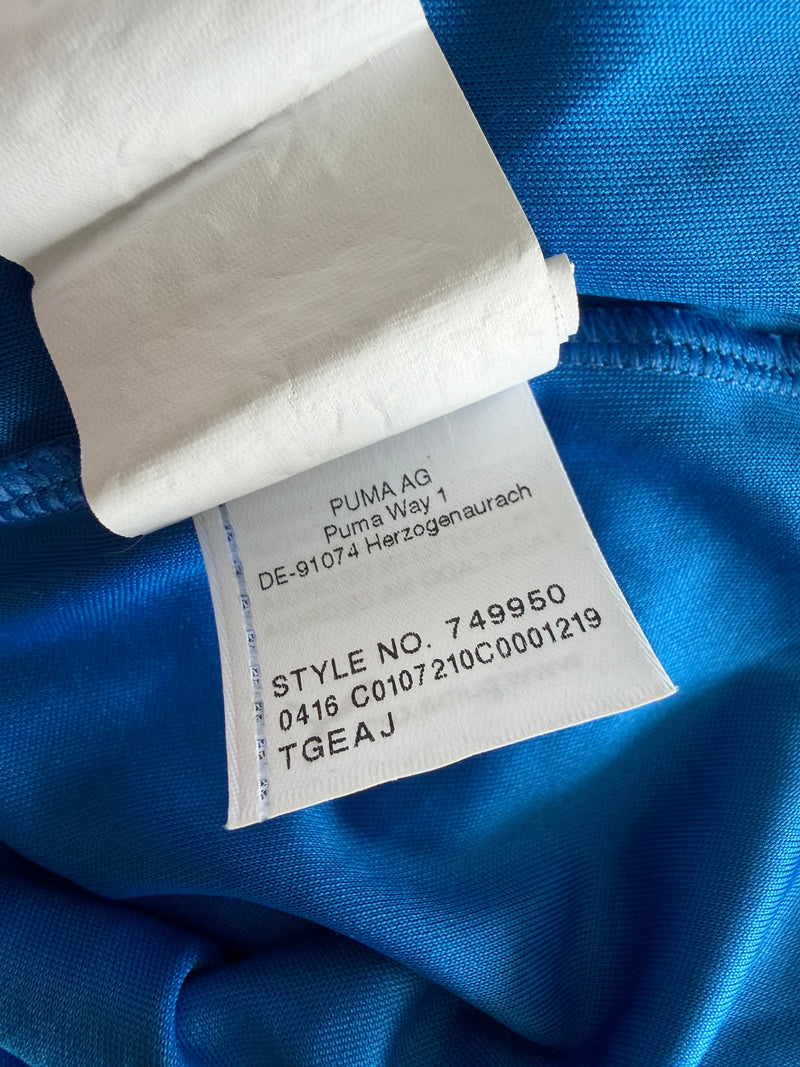 PUMA AG
Puma Way 1
DE-91074 Herzogenaurach
STYLE NO. 749950
0416 C0107210C0001219
TGEAJ